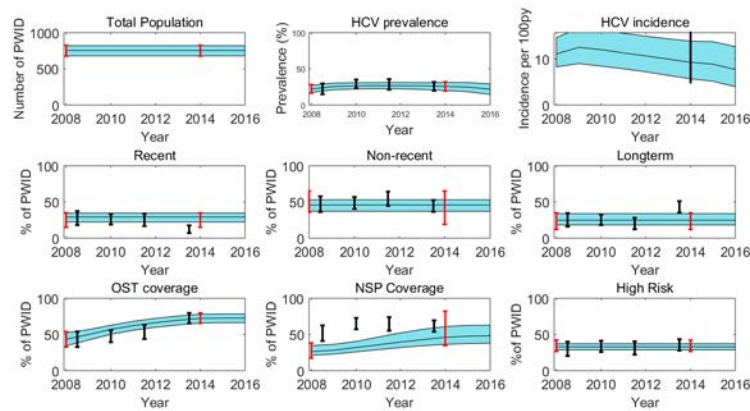 Total Population
HCV prevalence
HCV incidence
Number of PWID
1000
500
0
2008 2010 2012 2014 2016
Year
Prevalence (%)
100
50
0
2008 2010 2012 2014 2016
Year
Incidence per 100py
10
0
2008 2010 2012 2014 2016
Year
Recent
Non-recent
Longterm
% of PWID
100
50
0
2008 2010 2012 2014 2016
Year
% of PWID
100
50
0
2008 2010 2012 2014 2016
Year
% of PWID
100
50
0
2008 2010 2012 2014 2016
Year
OST coverage
NSP Coverage
High Risk
% of PWID
100
50
0
2008 2010 2012 2014 2016
Year
% of PWID
100
50
0
2008 2010 2012 2014 2016
Year
%of PWID
100
50
0
2008 2010 2012 2014 2016
Year